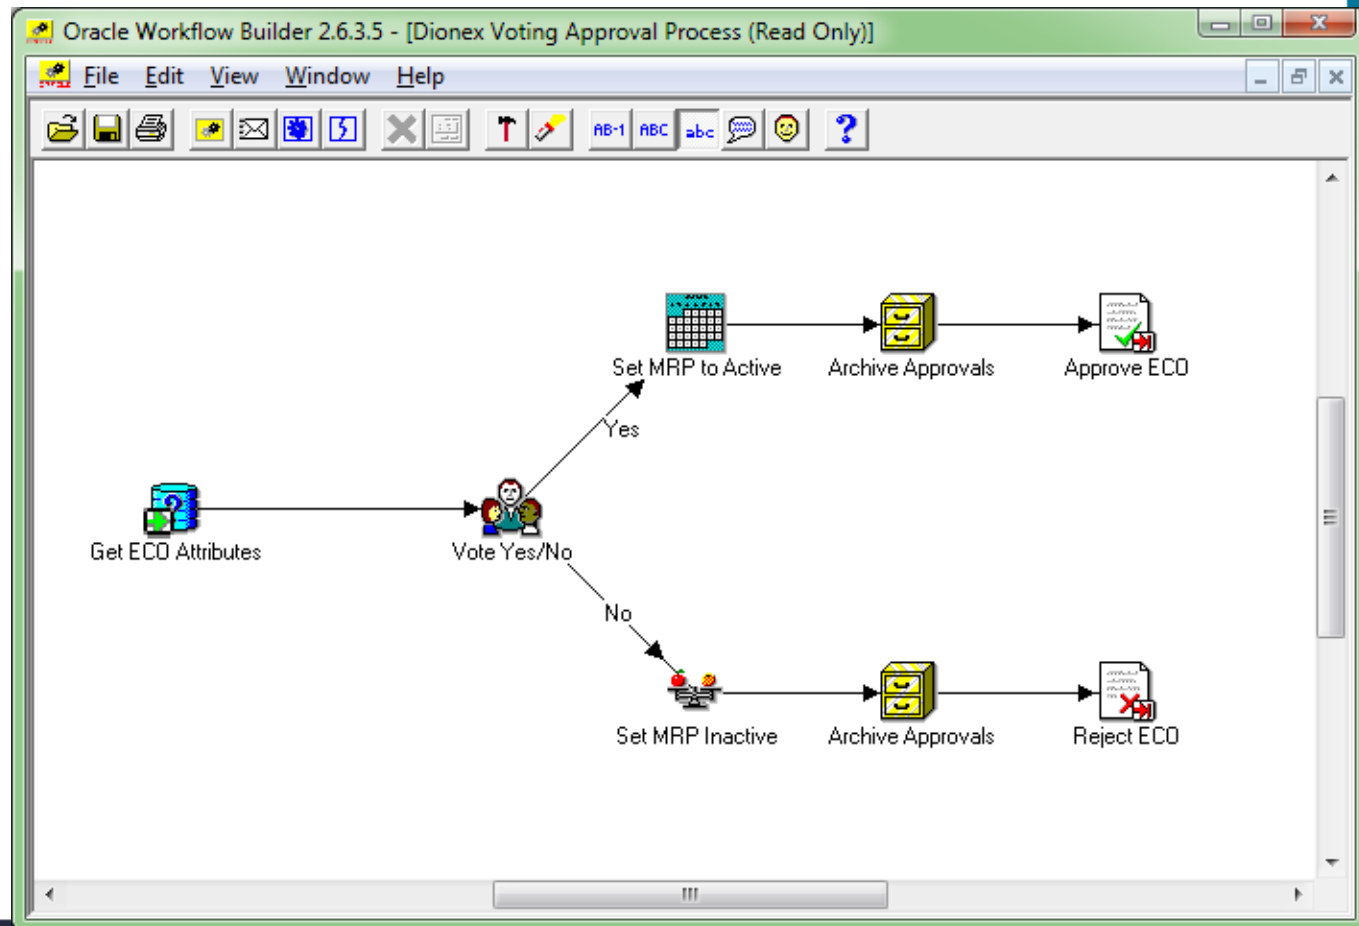 Oracle Workflow Builder 2.6.3.5 - [Dionex Voting Approval Process (Read Only)]
File Edit View Window Help
AB-1 ABC abc ?
Set MRP to Active Archive Approvals Approve ECO
Yes
Get ECO Attributes Vote Yes/No
No
Set MRP Inactive Archive Approvals Reject ECO